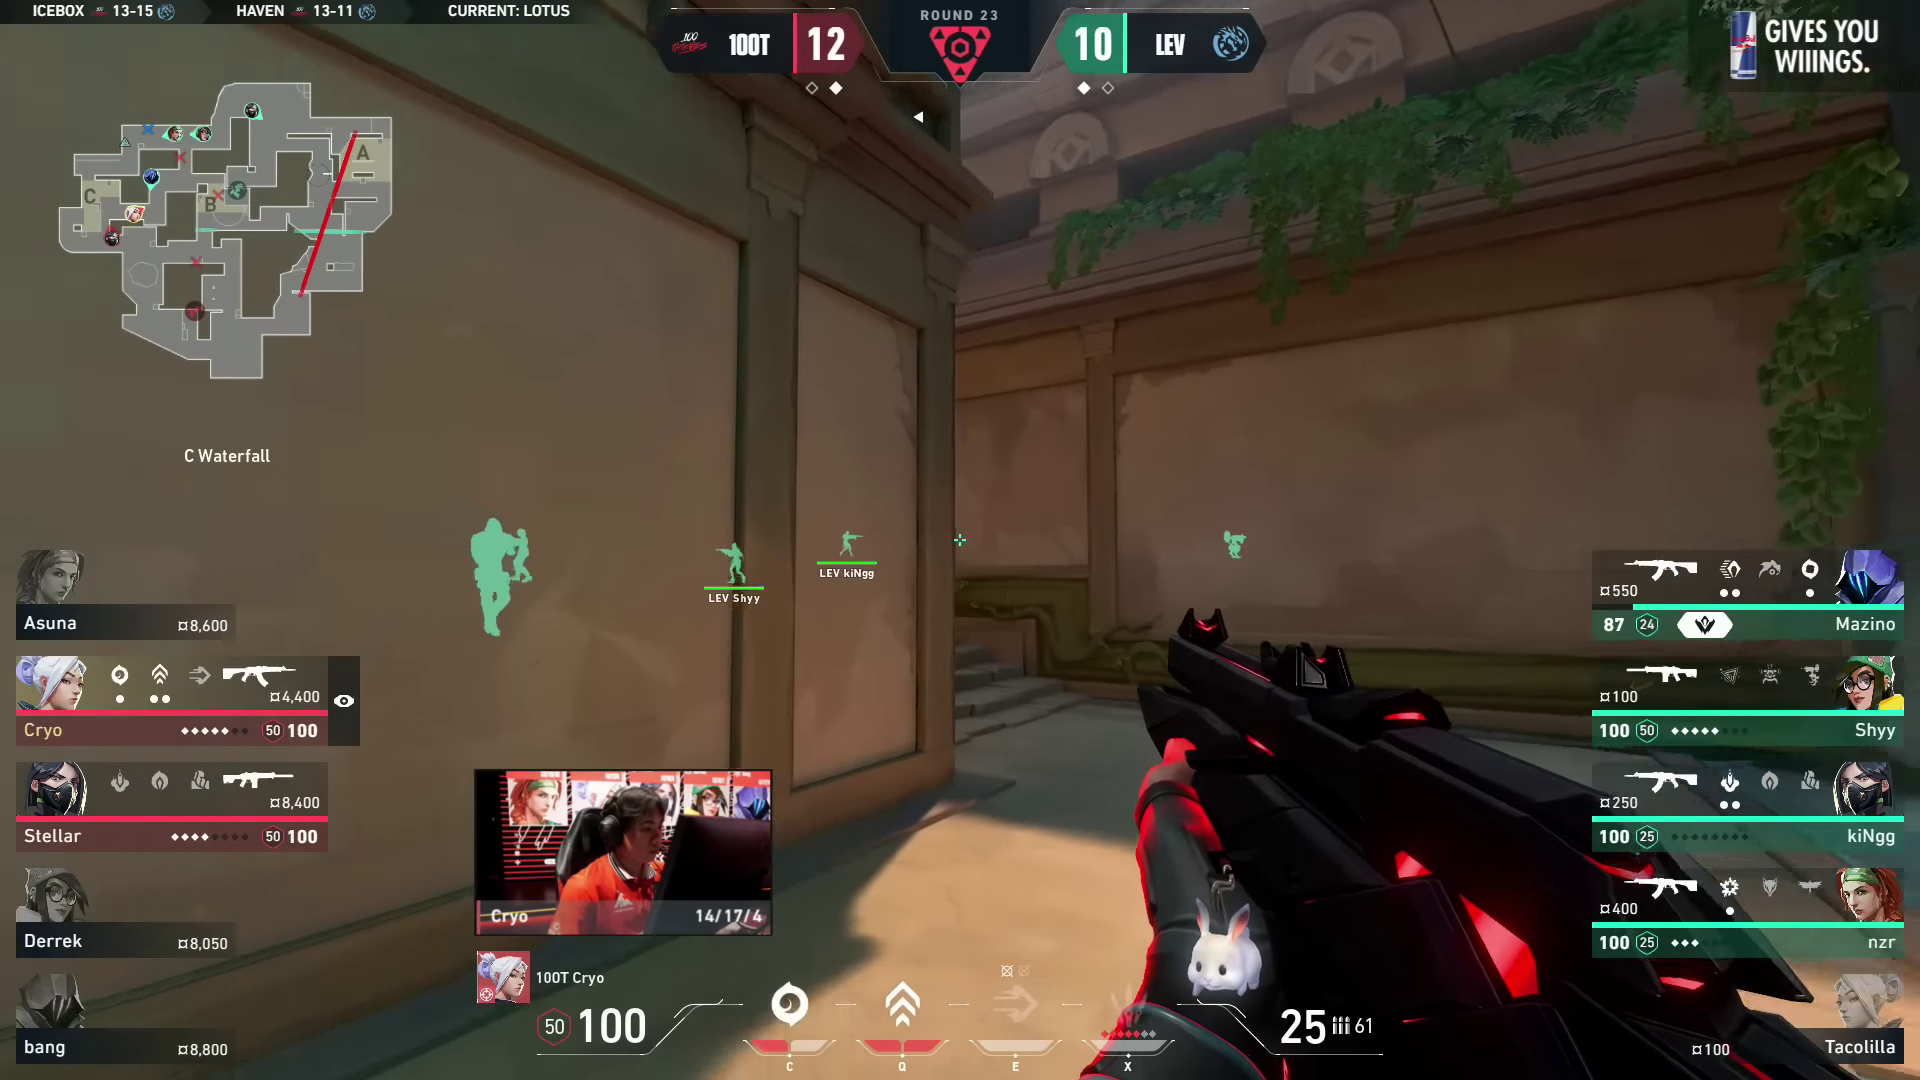 ICEBOX 13-15
HAVEN 13-11
CURRENT: LOTUS
100 THIEVES 100T 12
ROUND 23
10 LEV
GIVES YOU
WIIINGS.
A
B
C
C Waterfall
LEV Shyy
LEV kiNgg
Asuna ¤8,600
¤4,400
Cryo 50 100
¤8,400
Stellar 50 100
Derrek ¤8,050
bang ¤8,800
¤550
87 24 Mazino
¤100
100 50 Shyy
¤250
100 25 kiNgg
¤400
100 25 nzr
¤100 Tacolilla
Cryo 14/17/4
100T Cryo
50 100
25 61
C Q E X